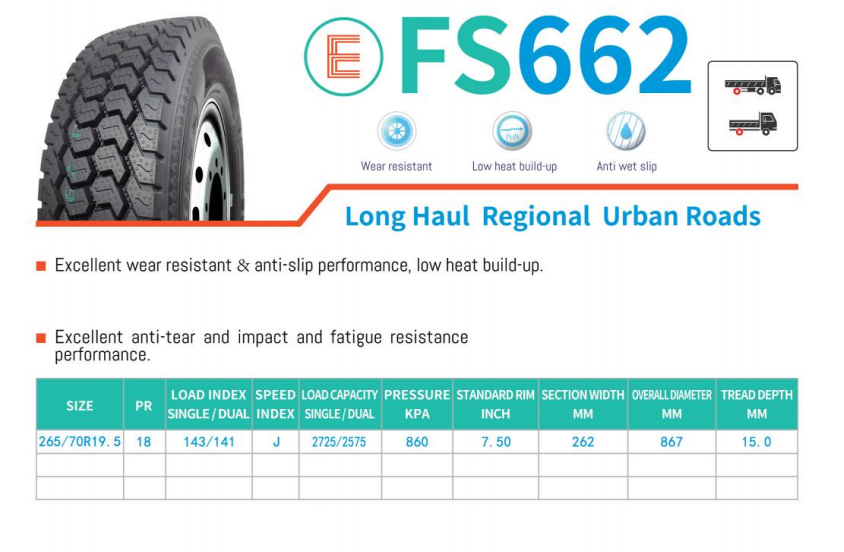 E FS662
Wear resistant Low heat build-up Anti wet slip
Long Haul Regional Urban Roads
Excellent wear resistant & anti-slip performance, low heat build-up.
Excellent anti-tear and impact and fatigue resistance
performance.
SIZE PR LOAD INDEX SPEED LOAD CAPACITY PRESSURE STANDARD RIM SECTION WIDTH OVERALL DIAMETER TREAD DEPTH
SINGLE / DUAL INDEX SINGLE / DUAL KPA INCH MM MM MM
265/70R19.5 18 143/141 J 2725/2575 860 7.50 262 867 15.0